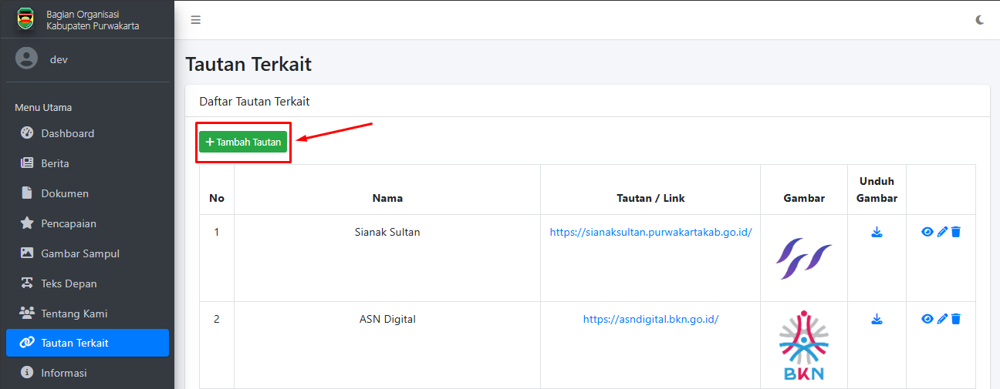 Bagian Organisasi
Kabupaten Purwakarta
dev
Menu Utama
Dashboard
Berita
Dokumen
Pencapaian
Gambar Sampul
Teks Depan
Tentang Kami
Tautan Terkait
Informasi
Tautan Terkait
Daftar Tautan Terkait
Tambah Tautan
No Nama Tautan / Link Gambar Unduh Gambar
1 Sianak Sultan https://sianaksultan.purwakartakab.go.id/
2 ASN Digital https://asndigital.bkn.go.id/
BKN